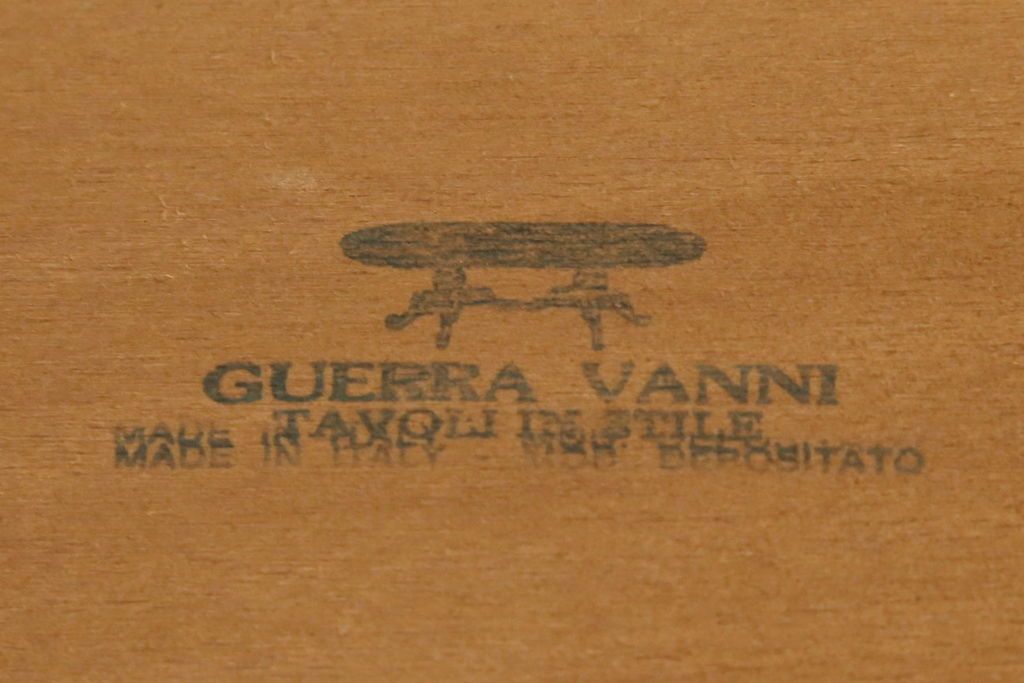 GUERRA VANNI
TAVOLI IN STILE
MADE IN ITALY - MOD. DEPOSITATO